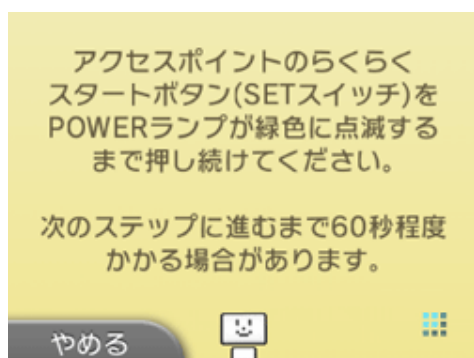 アクセスポイントのらくらく
スタートボタン(SETスイッチ)を
POWERランプが緑色に点滅する
まで押し続けてください。
次のステップに進むまで60秒程度
かかる場合があります。
やめる